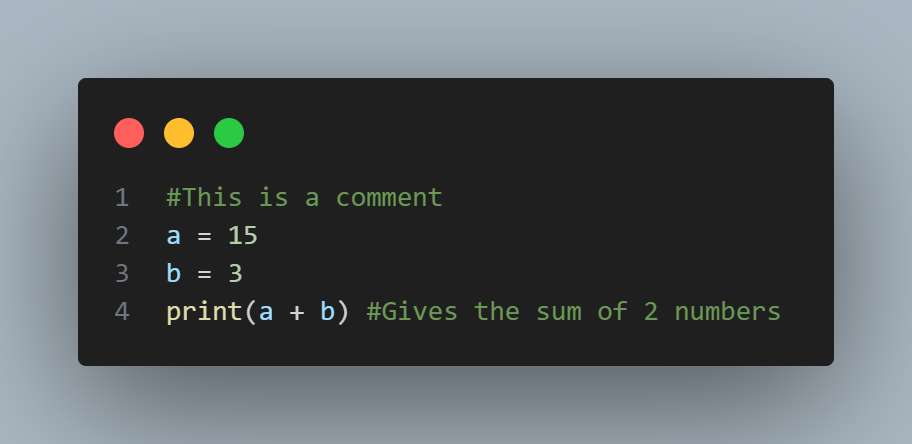 1 #This is a comment
2 a = 15
3 b = 3
4 print(a + b) #Gives the sum of 2 numbers